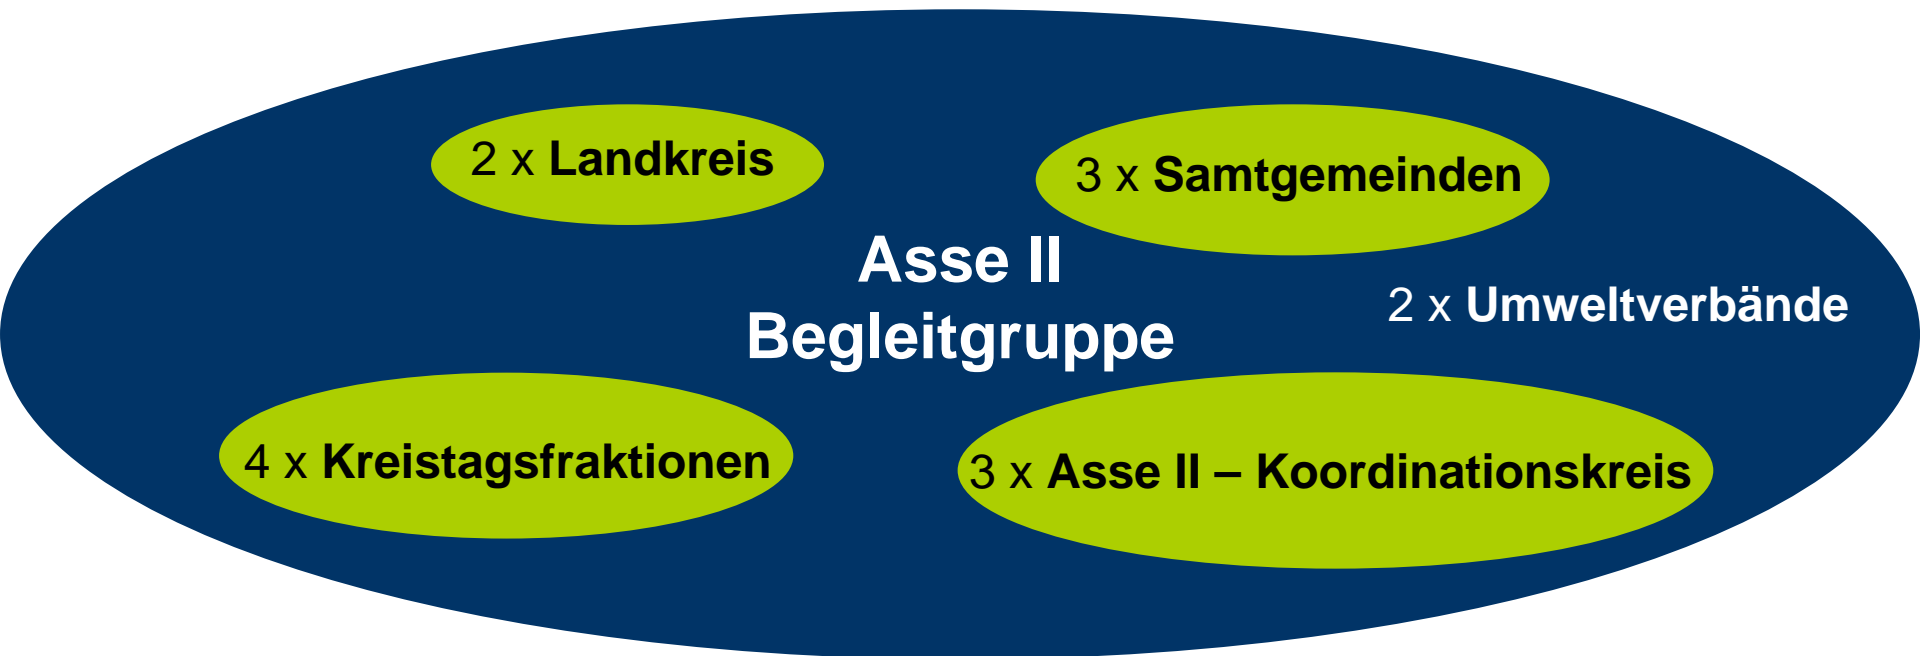 2 x Landkreis
3 x Samtgemeinden
Asse II
Begleitgruppe
2 x Umweltverbände
4 x Kreistagsfraktionen
3 x Asse II – Koordinationskreis